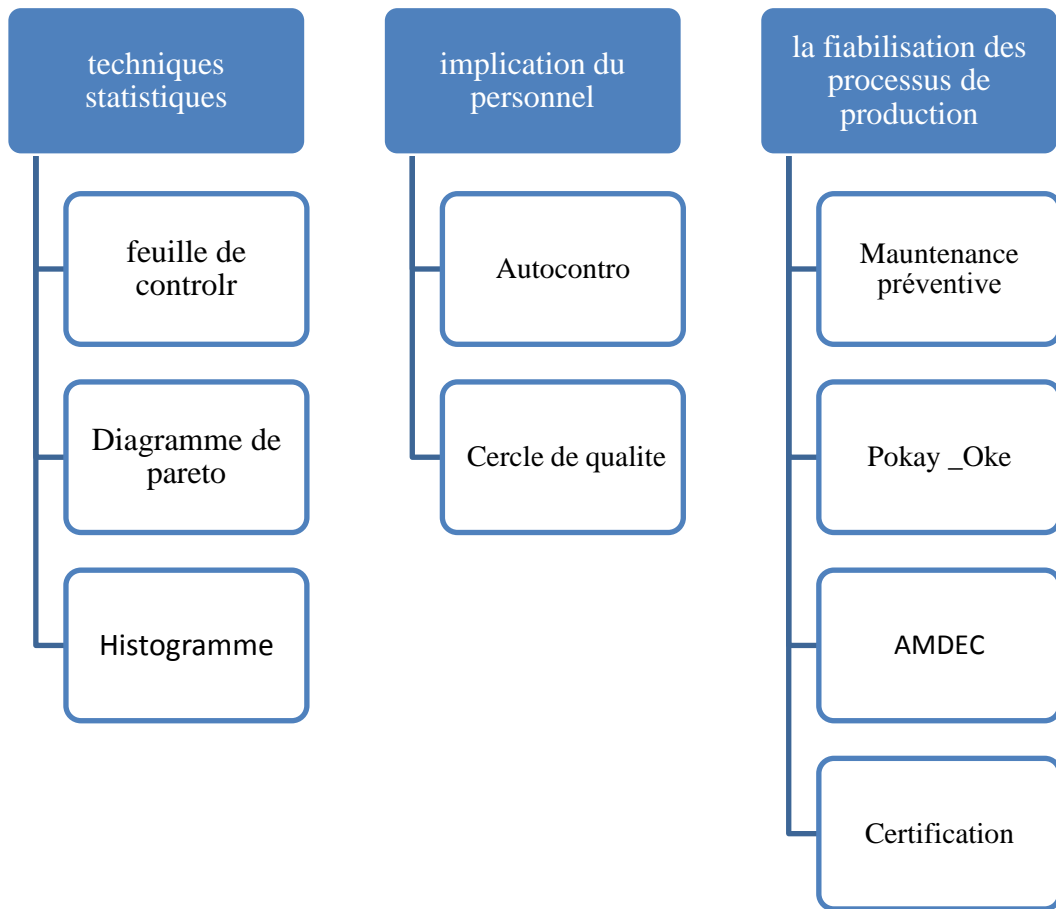 techniques
statistiques
feuille de
controlr
Diagramme de
pareto
Histogramme
implication du
personnel
Autocontro
Cercle de qualite
la fiabilisation des
processus de
production
Mauntenance
préventive
Pokay _Oke
AMDEC
Certification